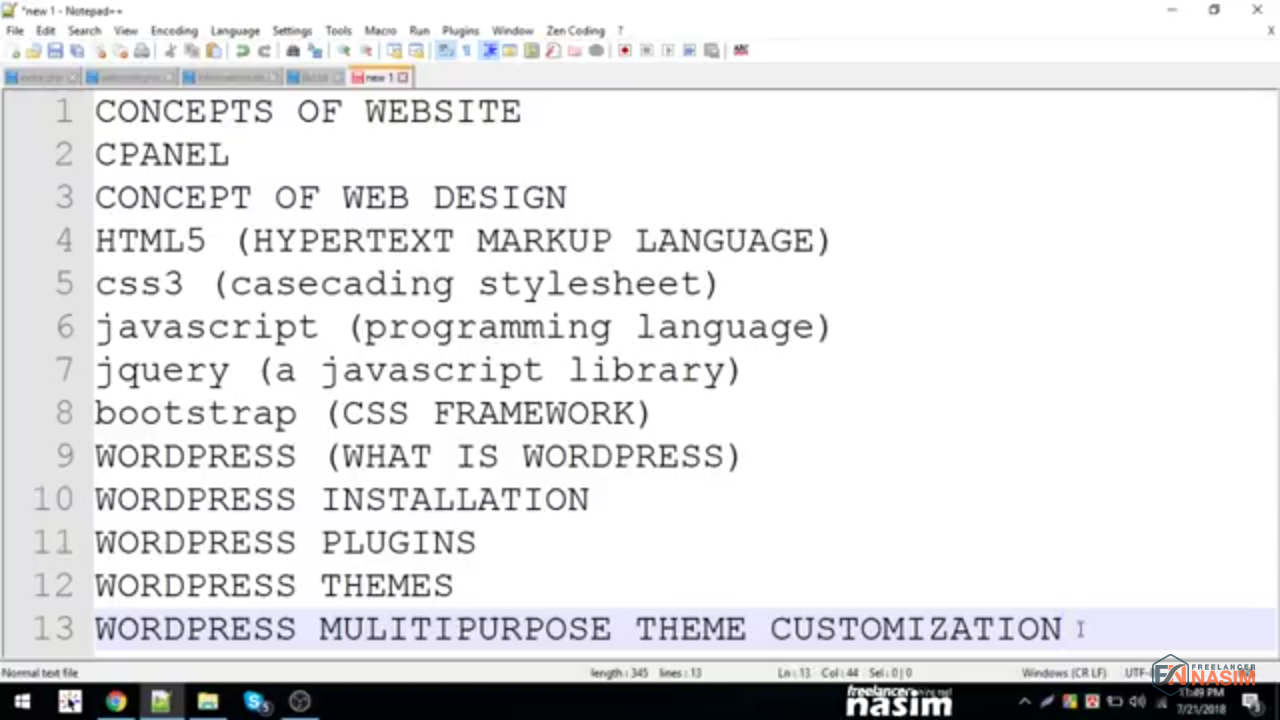 *new 1 - Notepad++
File Edit Search View Encoding Language Settings Tools Macro Run Plugins Window Zen Coding ? X
new 1
1 CONCEPTS OF WEBSITE
2 CPANEL
3 CONCEPT OF WEB DESIGN
4 HTML5 (HYPERTEXT MARKUP LANGUAGE)
5 css3 (casecading stylesheet)
6 javascript (programming language)
7 jquery (a javascript library)
8 bootstrap (CSS FRAMEWORK)
9 WORDPRESS (WHAT IS WORDPRESS)
10 WORDPRESS INSTALLATION
11 WORDPRESS PLUGINS
12 WORDPRESS THEMES
13 WORDPRESS MULITIPURPOSE THEME CUSTOMIZATION
Normal text file length : 345 lines : 13 Ln : 13 Col : 44 Sel : 0 | 0 Windows (CR LF) UTF-
FREELANCER
NASIM
freelancer
nasim
11:49 PM
7/21/2018